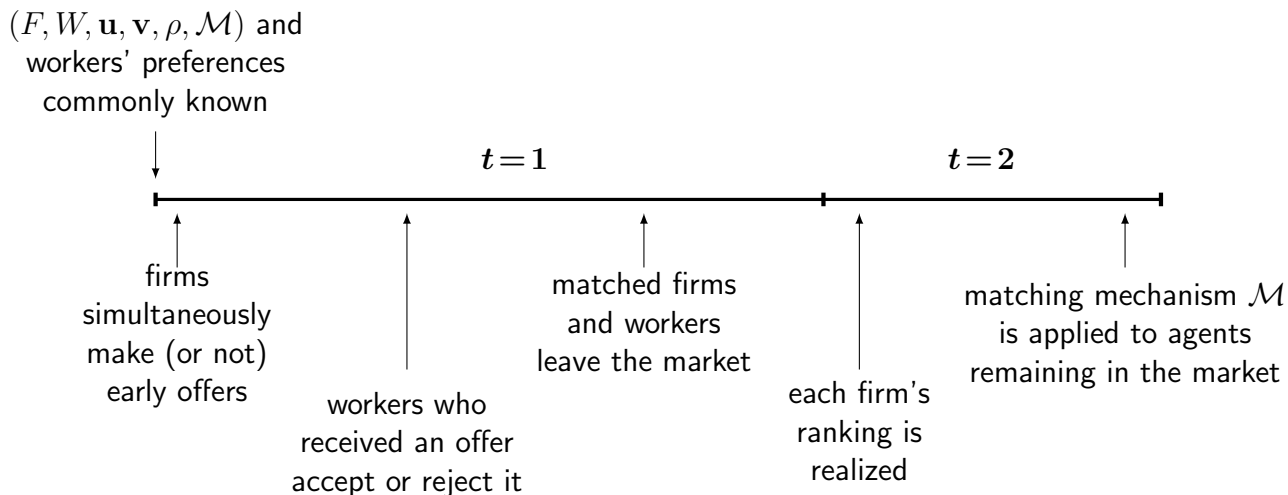 (F, W, u, v, ρ, ℳ) and
workers' preferences
commonly known
t=1
t=2
firms
simultaneously
make (or not)
early offers
workers who
received an offer
accept or reject it
matched firms
and workers
leave the market
each firm's
ranking is
realized
matching mechanism ℳ
is applied to agents
remaining in the market